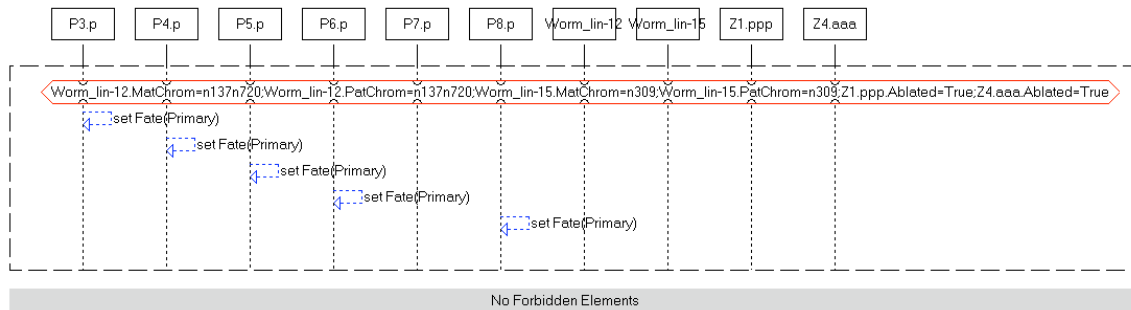 P3.p P4.p P5.p P6.p P7.p P8.p Worm_lin-12 Worm_lin-15 Z1.ppp Z4.aaa
Worm_lin-12.MatChrom=n137n720;Worm_lin-12.PatChrom=n137n720;Worm_lin-15.MatChrom=n309;Worm_lin-15.PatChrom=n309;Z1.ppp.Ablated=True;Z4.aaa.Ablated=True
set Fate(Primary)
set Fate(Primary)
set Fate(Primary)
set Fate(Primary)
set Fate(Primary)
No Forbidden Elements